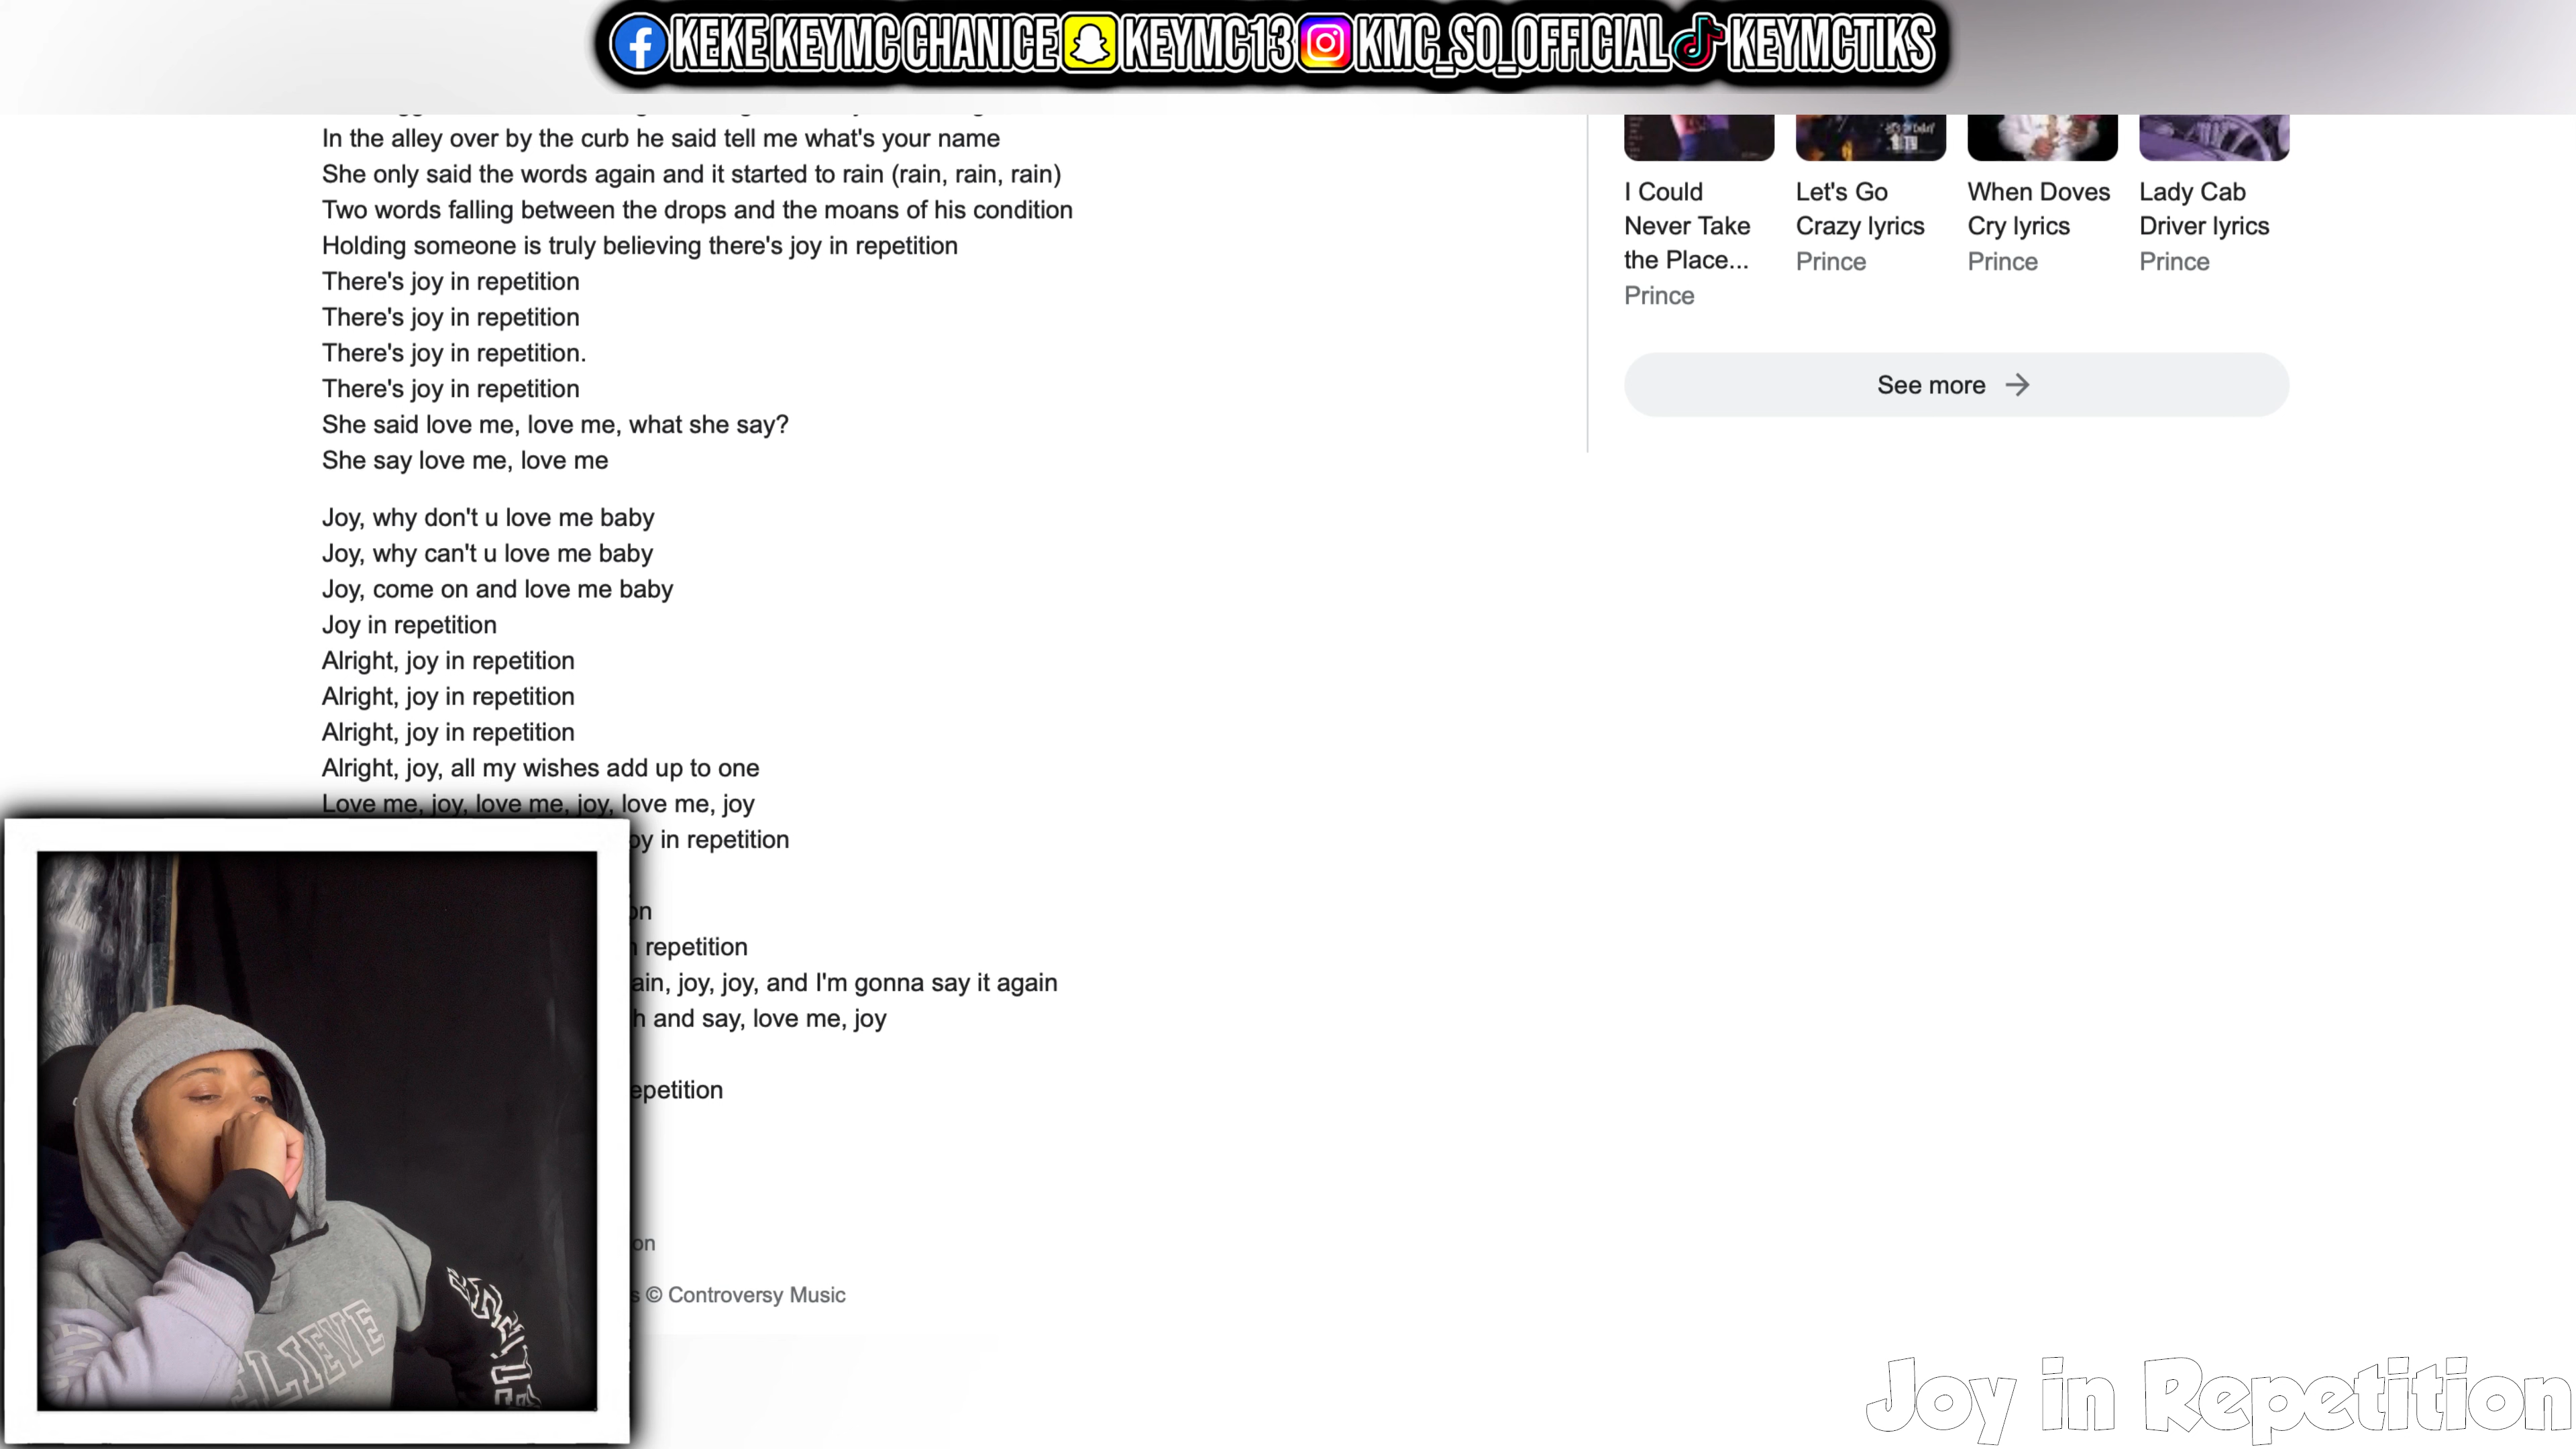 KEKE KEYMC CHANICE KEYMC13 KMC_SO_OFFICIAL KEYMCTIKS
In the alley over by the curb he said tell me what's your name
She only said the words again and it started to rain (rain, rain, rain)
Two words falling between the drops and the moans of his condition
Holding someone is truly believing there's joy in repetition
There's joy in repetition
There's joy in repetition
There's joy in repetition.
There's joy in repetition
She said love me, love me, what she say?
She say love me, love me
Joy, why don't u love me baby
Joy, why can't u love me baby
Joy, come on and love me baby
Joy in repetition
Alright, joy in repetition
Alright, joy in repetition
Alright, joy in repetition
Alright, joy, all my wishes add up to one
Love me, joy, love me, joy, love me, joy
in repetition
repetition
joy, joy, and I'm gonna say it again
and say, love me, joy
© Controversy Music
I Could
Never Take
the Place...
Prince
Let's Go
Crazy lyrics
Prince
When Doves
Cry lyrics
Prince
Lady Cab
Driver lyrics
Prince
See more
Joy in Repetition